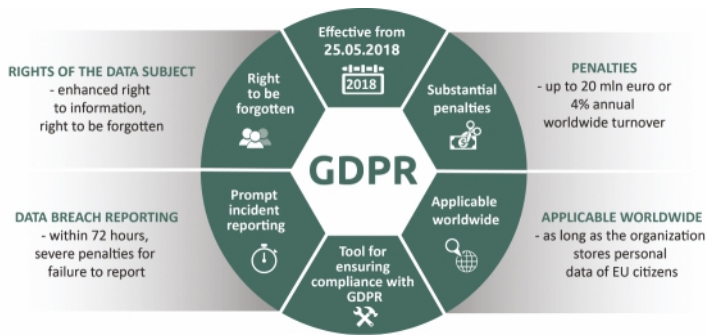 Effective from
25.05.2018
2018
RIGHTS OF THE DATA SUBJECT
- enhanced right
to information,
right to be forgotten
Right
to be
forgotten
Substantial
penalties
PENALTIES
- up to 20 mln euro or
4% annual
worldwide turnover
GDPR
DATA BREACH REPORTING
- within 72 hours,
severe penalties for
failure to report
Prompt
incident
reporting
Tool for
ensuring
compliance with
GDPR
Applicable
worldwide
APPLICABLE WORLDWIDE
- as long as the organization
stores personal
data of EU citizens